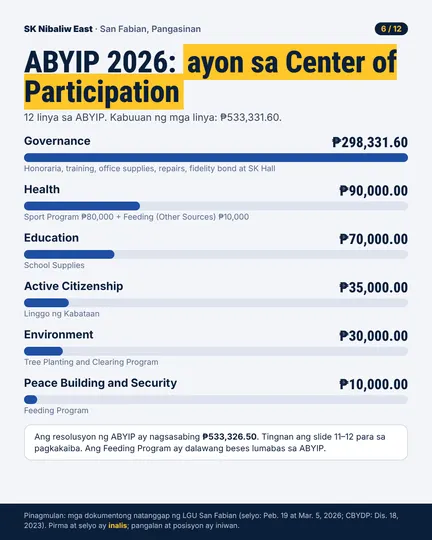 SK Nibaliw East · San Fabian, Pangasinan
6 / 12
ABYIP 2026: ayon sa Center of
Participation
12 linya sa ABYIP. Kabuuan ng mga linya: ₱533,331.60.
Governance ₱298,331.60
Honoraria, training, office supplies, repairs, fidelity bond at SK Hall
Health ₱90,000.00
Sport Program ₱80,000 + Feeding (Other Sources) ₱10,000
Education ₱70,000.00
School Supplies
Active Citizenship ₱35,000.00
Linggo ng Kabataan
Environment ₱30,000.00
Tree Planting and Clearing Program
Peace Building and Security ₱10,000.00
Feeding Program
Ang resolusyon ng ABYIP ay nagsasabing ₱533,326.50. Tingnan ang slide 11–12 para sa
pagkakaiba. Ang Feeding Program ay dalawang beses lumabas sa ABYIP.
Pinagmulan: mga dokumentong natanggap ng LGU San Fabian (selyo: Peb. 19 at Mar. 5, 2026; CBYDP: Dis. 18,
2023). Pirma at selyo ay inalis; pangalan at posisyon ay iniwan.